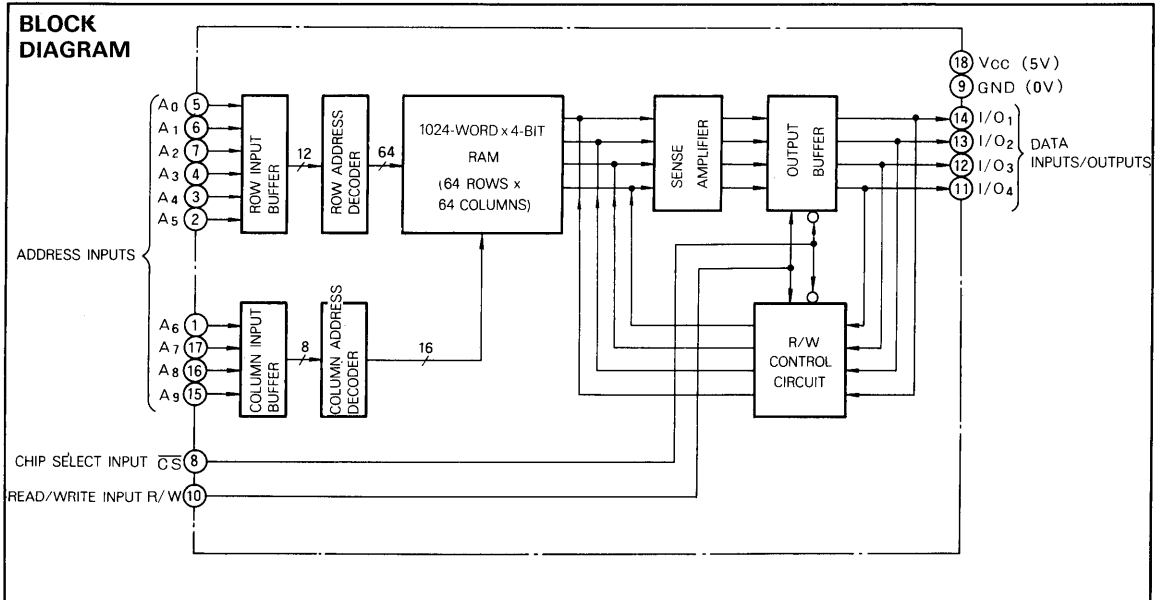 BLOCK
DIAGRAM
18 VCC (5V)
9 GND (0V)
14 I/O1
13 I/O2
12 I/O3
11 I/O4
DATA
INPUTS/OUTPUTS
ADDRESS INPUTS
A0 5
A1 6
A2 7
A3 4
A4 3
A5 2
A6 1
A7 17
A8 16
A9 15
ROW INPUT
BUFFER
12
ROW ADDRESS
DECODER
64
1024-WORD x 4-BIT
RAM
(64 ROWS x
64 COLUMNS)
SENSE
AMPLIFIER
OUTPUT
BUFFER
COLUMN INPUT
BUFFER
8
COLUMN ADDRESS
DECODER
16
R/W
CONTROL
CIRCUIT
CHIP SELECT INPUT C̅S̅ 8
READ/WRITE INPUT R/W 10